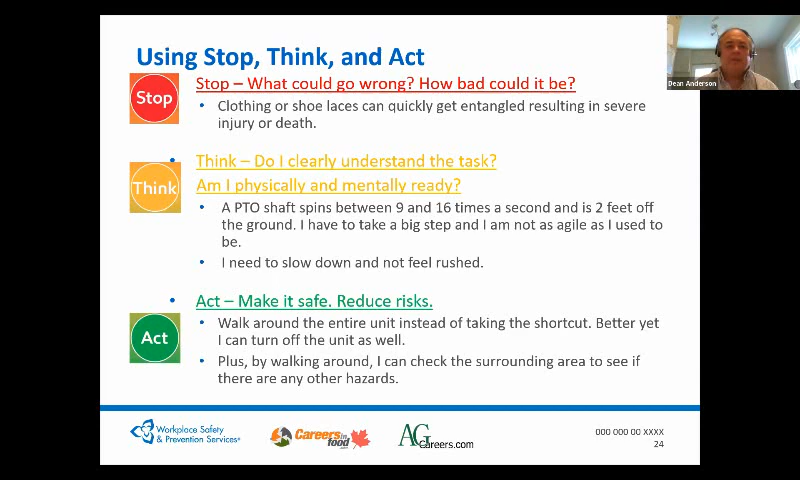 Using Stop, Think, and Act
Stop
Stop – What could go wrong? How bad could it be?
• Clothing or shoe laces can quickly get entangled resulting in severe
injury or death.
Think
• Think – Do I clearly understand the task?
Am I physically and mentally ready?
• A PTO shaft spins between 9 and 16 times a second and is 2 feet off
the ground. I have to take a big step and I am not as agile as I used to
be.
• I need to slow down and not feel rushed.
Act
• Act – Make it safe. Reduce risks.
• Walk around the entire unit instead of taking the shortcut. Better yet
I can turn off the unit as well.
• Plus, by walking around, I can check the surrounding area to see if
there are any other hazards.
Workplace Safety
& Prevention Services
Careers in
food
AG
Careers.com
000 000 00 XXXX
24
Dean Anderson